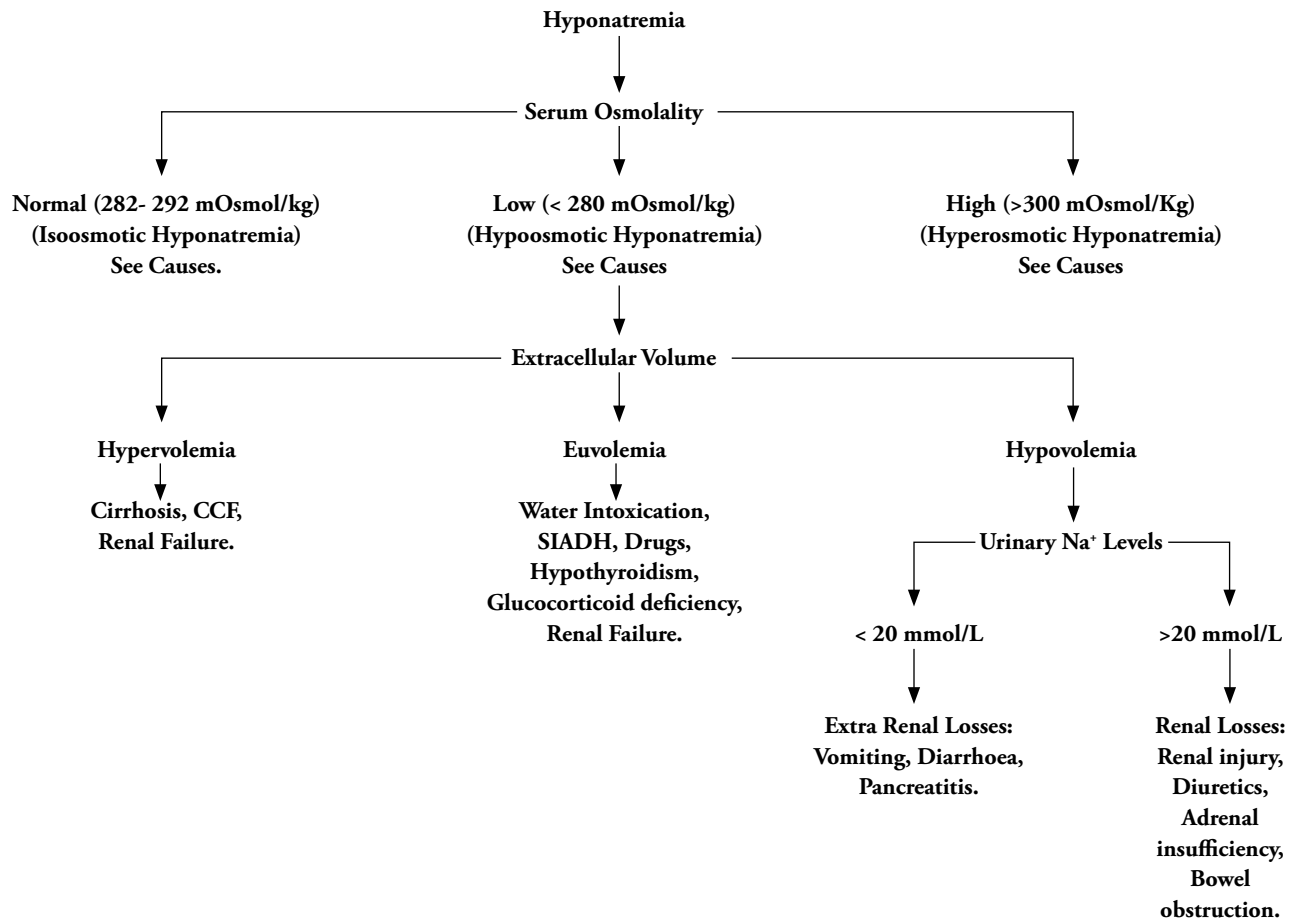 Hyponatremia
Serum Osmolality
Normal (282- 292 mOsmol/kg)
(Isoosmotic Hyponatremia)
See Causes.
Low (< 280 mOsmol/kg)
(Hypoosmotic Hyponatremia)
See Causes
High (>300 mOsmol/Kg)
(Hyperosmotic Hyponatremia)
See Causes
Extracellular Volume
Hypervolemia
Cirrhosis, CCF,
Renal Failure.
Euvolemia
Water Intoxication,
SIADH, Drugs,
Hypothyroidism,
Glucocorticoid deficiency,
Renal Failure.
Hypovolemia
Urinary Na⁺ Levels
< 20 mmol/L
Extra Renal Losses:
Vomiting, Diarrhoea,
Pancreatitis.
>20 mmol/L
Renal Losses:
Renal injury,
Diuretics,
Adrenal
insufficiency,
Bowel
obstruction.